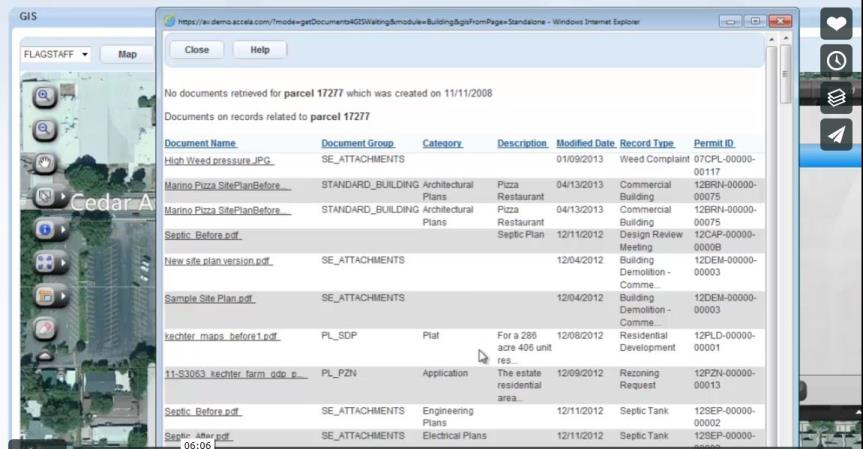 GIS
https://av.demo.accela.com/?mode=getDocuments4GISWaiting&module=Building&gisFromPage=Standalone - Windows Internet Explorer
FLAGSTAFF
Map
Close
Help
No documents retrieved for parcel 17277 which was created on 11/11/2008
Documents on records related to parcel 17277
Document Name Document Group Category Description Modified Date Record Type Permit ID
High Weed pressure.JPG SE_ATTACHMENTS 01/09/2013 Weed Complaint 07CPL-00000-
00117
Marino Pizza SitePlanBefore... STANDARD_BUILDING Architectural Pizza 04/13/2013 Commercial 12BRN-00000-
Plans Restaurant Building 00075
Marino Pizza SitePlanBefore... STANDARD_BUILDING Architectural Pizza 04/13/2013 Commercial 12BRN-00000-
Plans Restaurant Building 00075
Septic_Before.pdf SE_ATTACHMENTS Septic Plan 12/11/2012 Design Review 12CAP-00000-
Meeting 0000B
New site plan version.pdf SE_ATTACHMENTS 12/04/2012 Building 12DEM-00000-
Demolition - 00003
Comme...
Sample Site Plan.pdf SE_ATTACHMENTS 12/04/2012 Building 12DEM-00000-
Demolition - 00003
Comme...
kechter_maps_before1.pdf PL_SDP Plat For a 286 12/08/2012 Residential 12PLD-00000-
acre 406 unit Development 00001
res...
11-S3063_kechter_farm_gdp_p... PL_PZN Application The estate 12/09/2012 Rezoning 12PZN-00000-
residential Request 00013
area...
Septic_Before.pdf SE_ATTACHMENTS Engineering 12/11/2012 Septic Tank 12SEP-00000-
Plans 00002
Septic_After.pdf SE_ATTACHMENTS Electrical Plans 12/11/2012 Septic Tank 12SEP-00000-
Cedar A
06:06